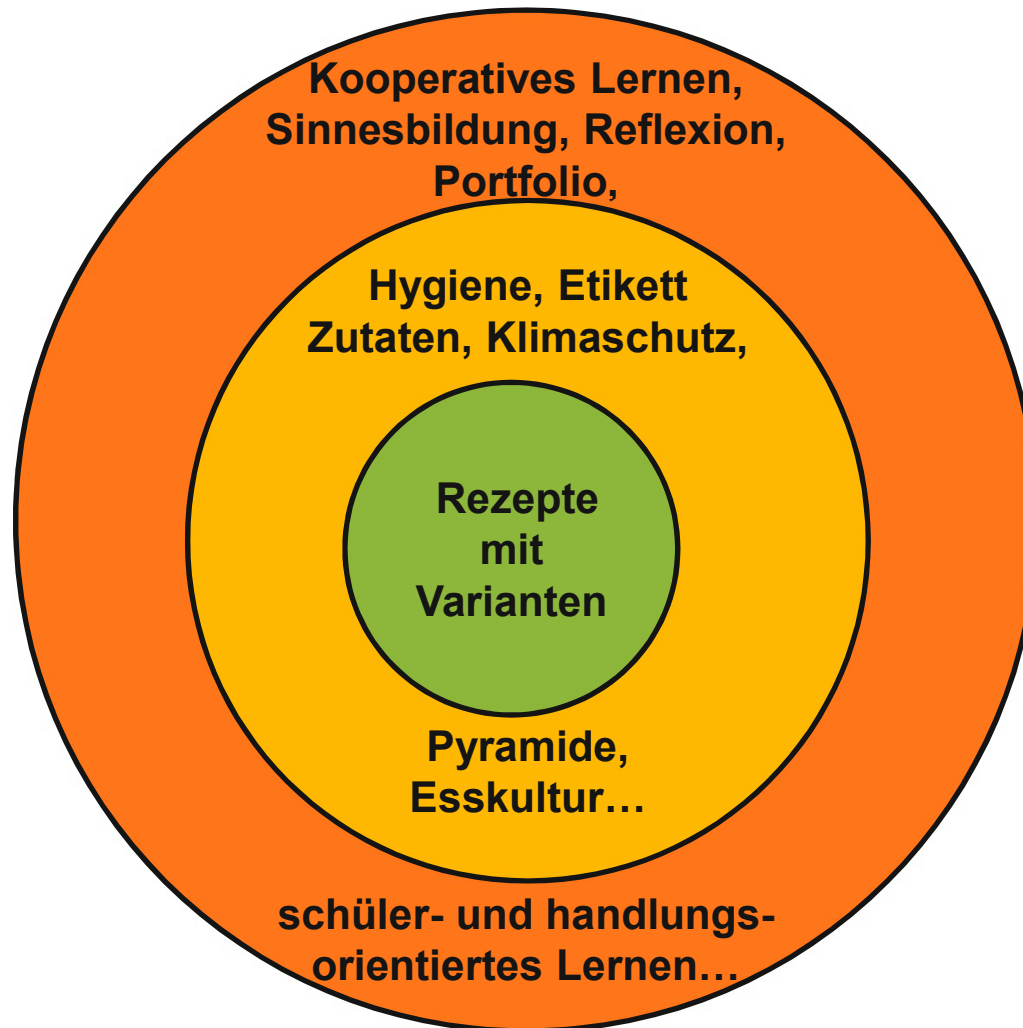 Kooperatives Lernen,
Sinnesbildung, Reflexion,
Portfolio,
Hygiene, Etikett
Zutaten, Klimaschutz,
Rezepte
mit
Varianten
Pyramide,
Esskultur…
schüler- und handlungs-
orientiertes Lernen…